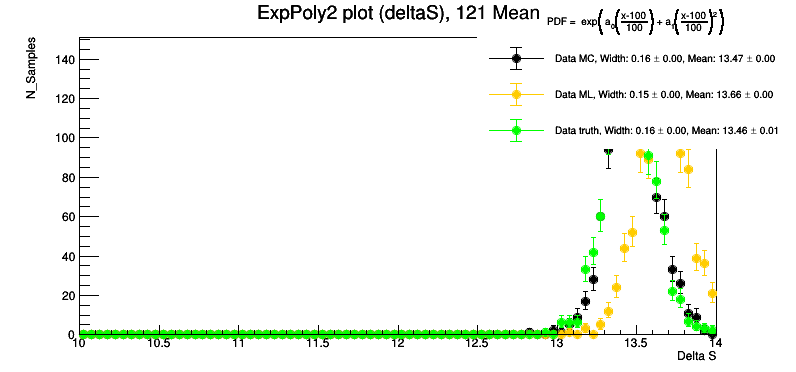 ExpPoly2 plot (deltaS), 121 Mean
PDF = exp(a₀(x-100/100) + a₁(x-100/100)²)
Data MC, Width: 0.16 ± 0.00, Mean: 13.47 ± 0.00
Data ML, Width: 0.15 ± 0.00, Mean: 13.66 ± 0.00
Data truth, Width: 0.16 ± 0.00, Mean: 13.46 ± 0.01
N_Samples
140
120
100
80
60
40
20
0
10 10.5 11 11.5 12 12.5 13 13.5 14
Delta S